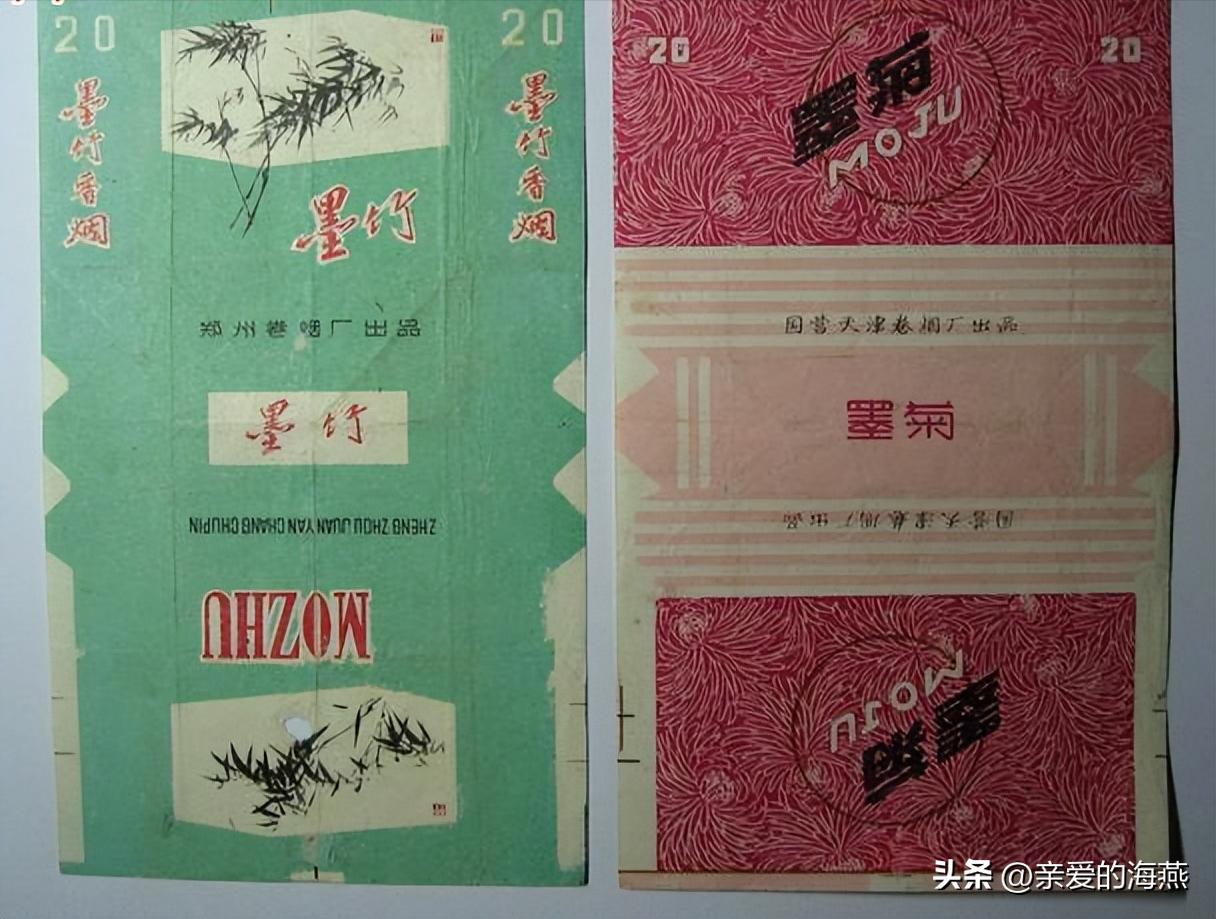 20
20
墨竹香烟
墨竹香烟
墨竹
郑州卷烟厂出品
墨竹
ZHENG ZHOU JUAN YAN CHANG CHUPIN
MOZHU
20
20
墨菊
MOJU
国营天津卷烟厂出品
墨菊
国营天津卷烟厂出品
MOJU
墨菊
头条 @亲爱的海燕